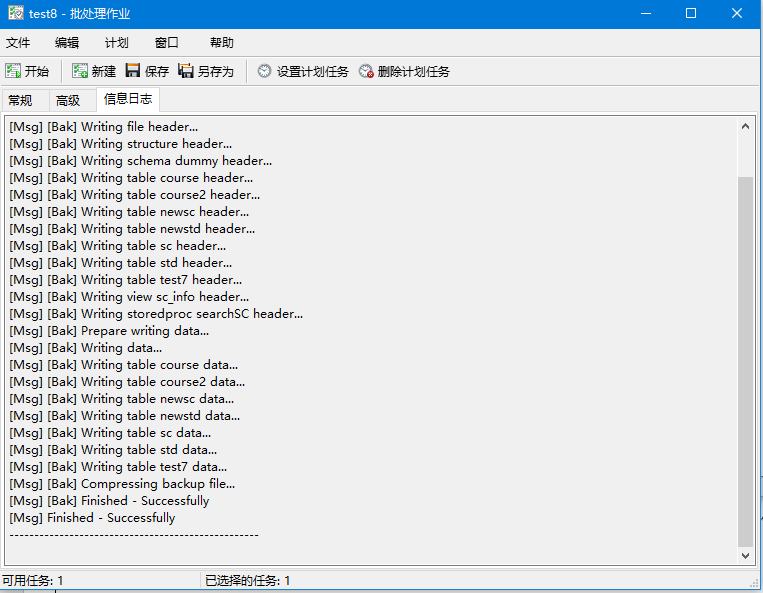 test8 - 批处理作业
文件 编辑 计划 窗口 帮助
开始 新建 保存 另存为 设置计划任务 删除计划任务
常规 高级 信息日志
[Msg] [Bak] Writing file header...
[Msg] [Bak] Writing structure header...
[Msg] [Bak] Writing schema dummy header...
[Msg] [Bak] Writing table course header...
[Msg] [Bak] Writing table course2 header...
[Msg] [Bak] Writing table newsc header...
[Msg] [Bak] Writing table newstd header...
[Msg] [Bak] Writing table sc header...
[Msg] [Bak] Writing table std header...
[Msg] [Bak] Writing table test7 header...
[Msg] [Bak] Writing view sc_info header...
[Msg] [Bak] Writing storedproc searchSC header...
[Msg] [Bak] Prepare writing data...
[Msg] [Bak] Writing data...
[Msg] [Bak] Writing table course data...
[Msg] [Bak] Writing table course2 data...
[Msg] [Bak] Writing table newsc data...
[Msg] [Bak] Writing table newstd data...
[Msg] [Bak] Writing table sc data...
[Msg] [Bak] Writing table std data...
[Msg] [Bak] Writing table test7 data...
[Msg] [Bak] Compressing backup file...
[Msg] [Bak] Finished - Successfully
[Msg] Finished - Successfully
--------------------------------------------------
可用任务: 1 已选择的任务: 1